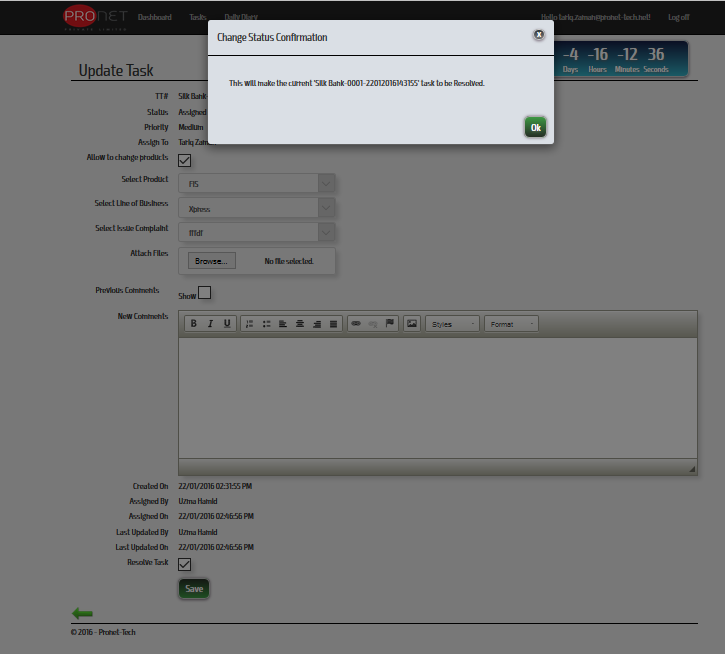 PRONET
PRIVATE LIMITED
Dashboard Tasks Daily Diary
Hello tariq.zaman@pronet-tech.net! Log off
Change Status Confirmation
x
This will make the current 'Silk Bank-0001-22012016143155' task to be Resolved.
Ok
-4 -16 -12 36
Days Hours Minutes Seconds
Update Task
TT# Silk Bank-
Status Assigned
Priority Medium
Assign To Tariq Zaman
Allow to change products
Select Product FIS
Select Line of Business Xpress
Select Issue Complaint
Attach Files Browse... No file selected.
Previous Comments Show
New Comments
B I U Styles Format
Created On 22/01/2016 02:31:55 PM
Assigned By Uzma Hamid
Assigned On 22/01/2016 02:46:56 PM
Last Updated By Uzma Hamid
Last Updated On 22/01/2016 02:46:56 PM
Resolve Task
Save
© 2016 - Pronet-Tech